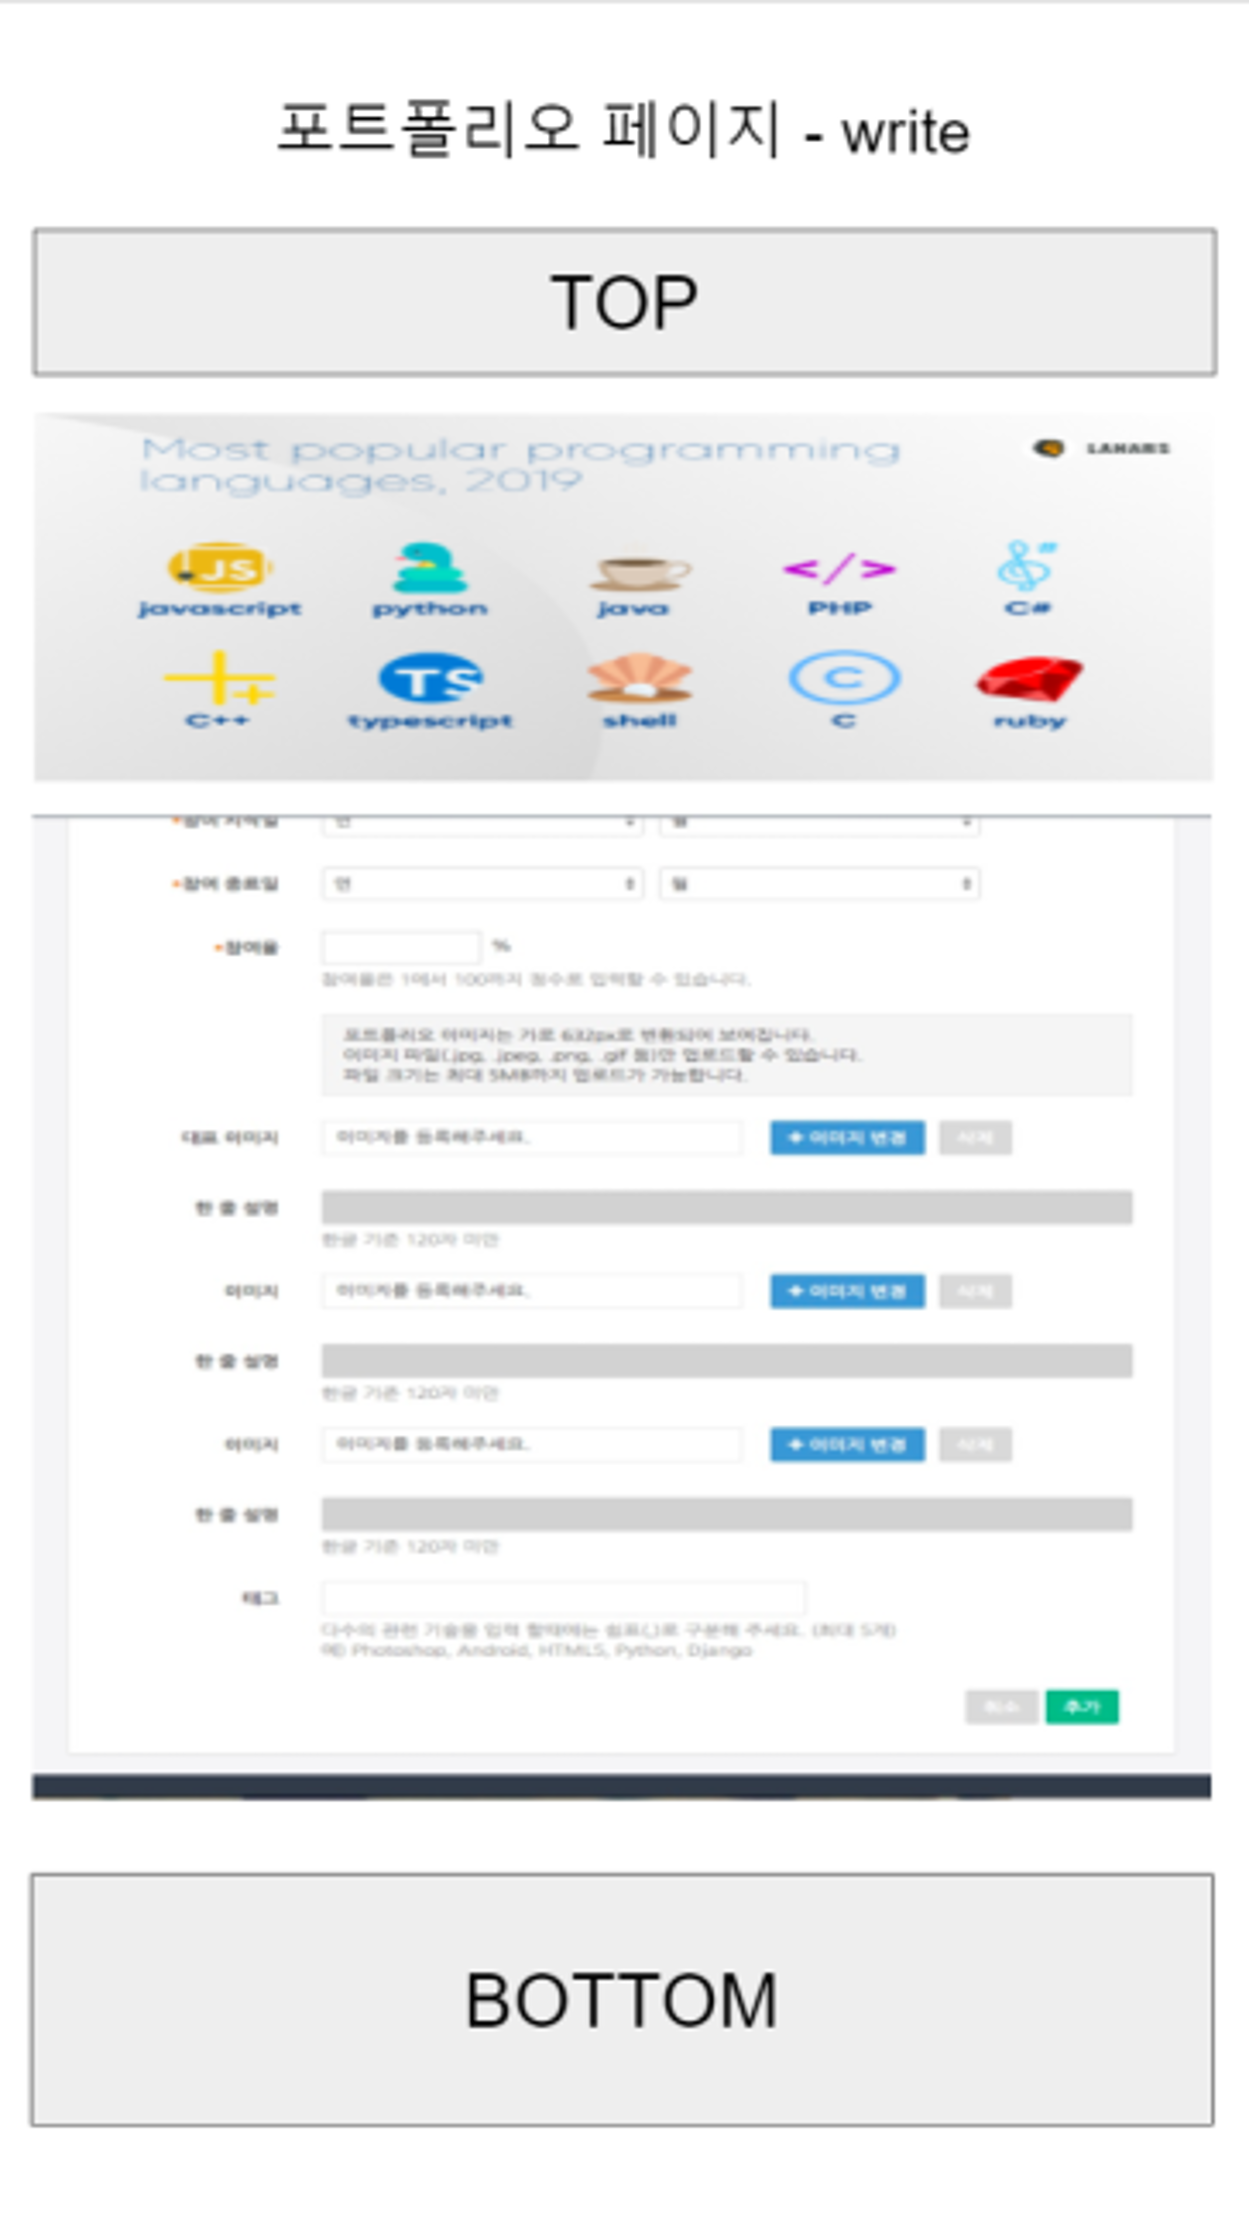 포트폴리오 페이지 - write
TOP
Most popular programming
languages, 2019
LANARS
JS
javascript
python
java
</>
PHP
C#
C++
TS
typescript
shell
C
C
ruby
*참여 시작일 연 월
*참여 종료일 연 월
*참여율 %
참여율은 1에서 100까지 정수로 입력할 수 있습니다.
포트폴리오 이미지는 가로 632px로 변환되어 보여집니다.
이미지 파일(.jpg, .jpeg, .png, .gif 등)만 업로드할 수 있습니다.
파일 크기는 최대 5MB까지 업로드가 가능합니다.
대표 이미지 이미지를 등록해주세요. + 이미지 변경 삭제
한 줄 설명
한글 기준 120자 미만
이미지 이미지를 등록해주세요. + 이미지 변경 삭제
한 줄 설명
한글 기준 120자 미만
이미지 이미지를 등록해주세요. + 이미지 변경 삭제
한 줄 설명
한글 기준 120자 미만
태그
다수의 관련 기술을 입력 할때에는 쉼표(,)로 구분해 주세요. (최대 5개)
예) Photoshop, Android, HTML5, Python, Django
취소 추가
BOTTOM